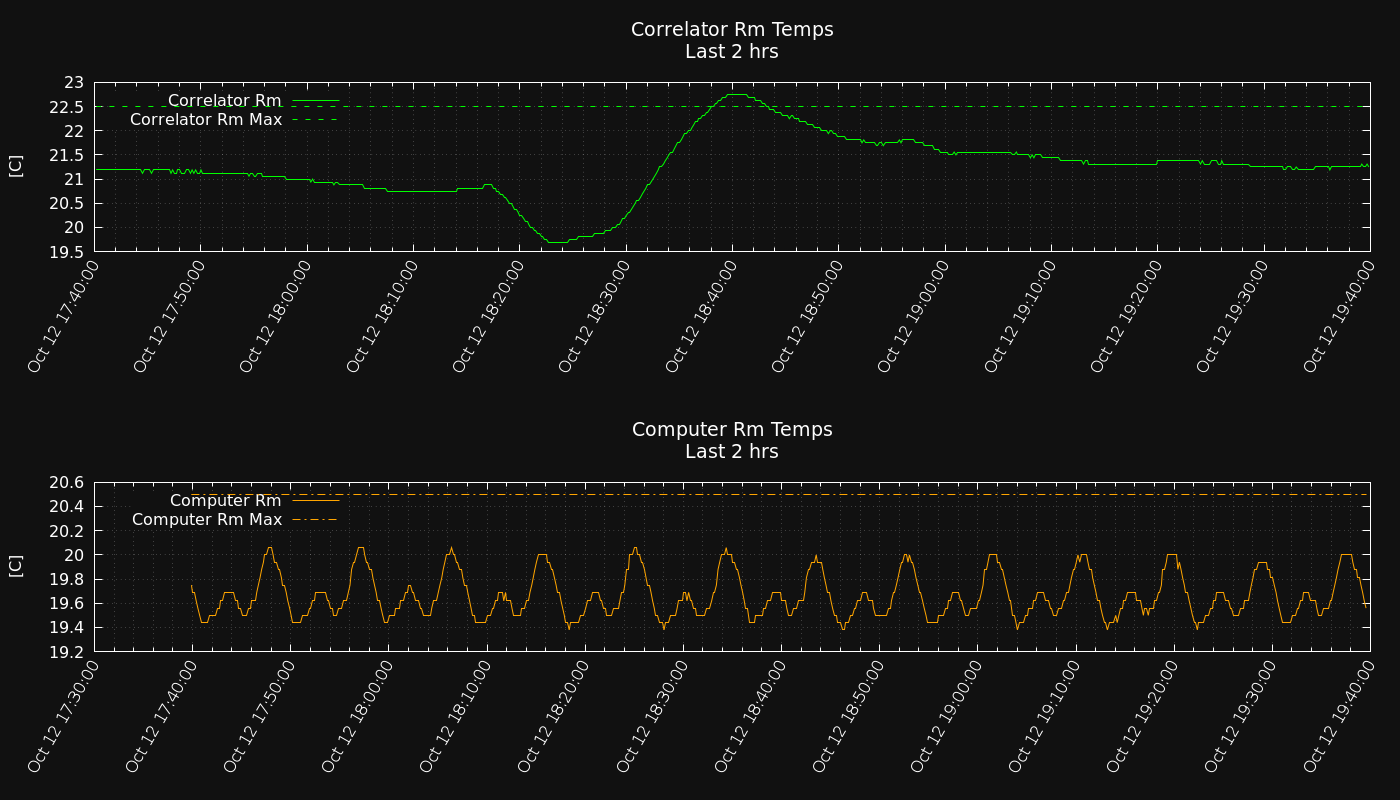 Correlator Rm Temps
Last 2 hrs
23
22.5
22
21.5
21
20.5
20
19.5
[C]
Correlator Rm
Correlator Rm Max
Oct 12 17:40:00
Oct 12 17:50:00
Oct 12 18:00:00
Oct 12 18:10:00
Oct 12 18:20:00
Oct 12 18:30:00
Oct 12 18:40:00
Oct 12 18:50:00
Oct 12 19:00:00
Oct 12 19:10:00
Oct 12 19:20:00
Oct 12 19:30:00
Oct 12 19:40:00
Computer Rm Temps
Last 2 hrs
20.6
20.4
20.2
20
19.8
19.6
19.4
19.2
[C]
Computer Rm
Computer Rm Max
Oct 12 17:30:00
Oct 12 17:40:00
Oct 12 17:50:00
Oct 12 18:00:00
Oct 12 18:10:00
Oct 12 18:20:00
Oct 12 18:30:00
Oct 12 18:40:00
Oct 12 18:50:00
Oct 12 19:00:00
Oct 12 19:10:00
Oct 12 19:20:00
Oct 12 19:30:00
Oct 12 19:40:00